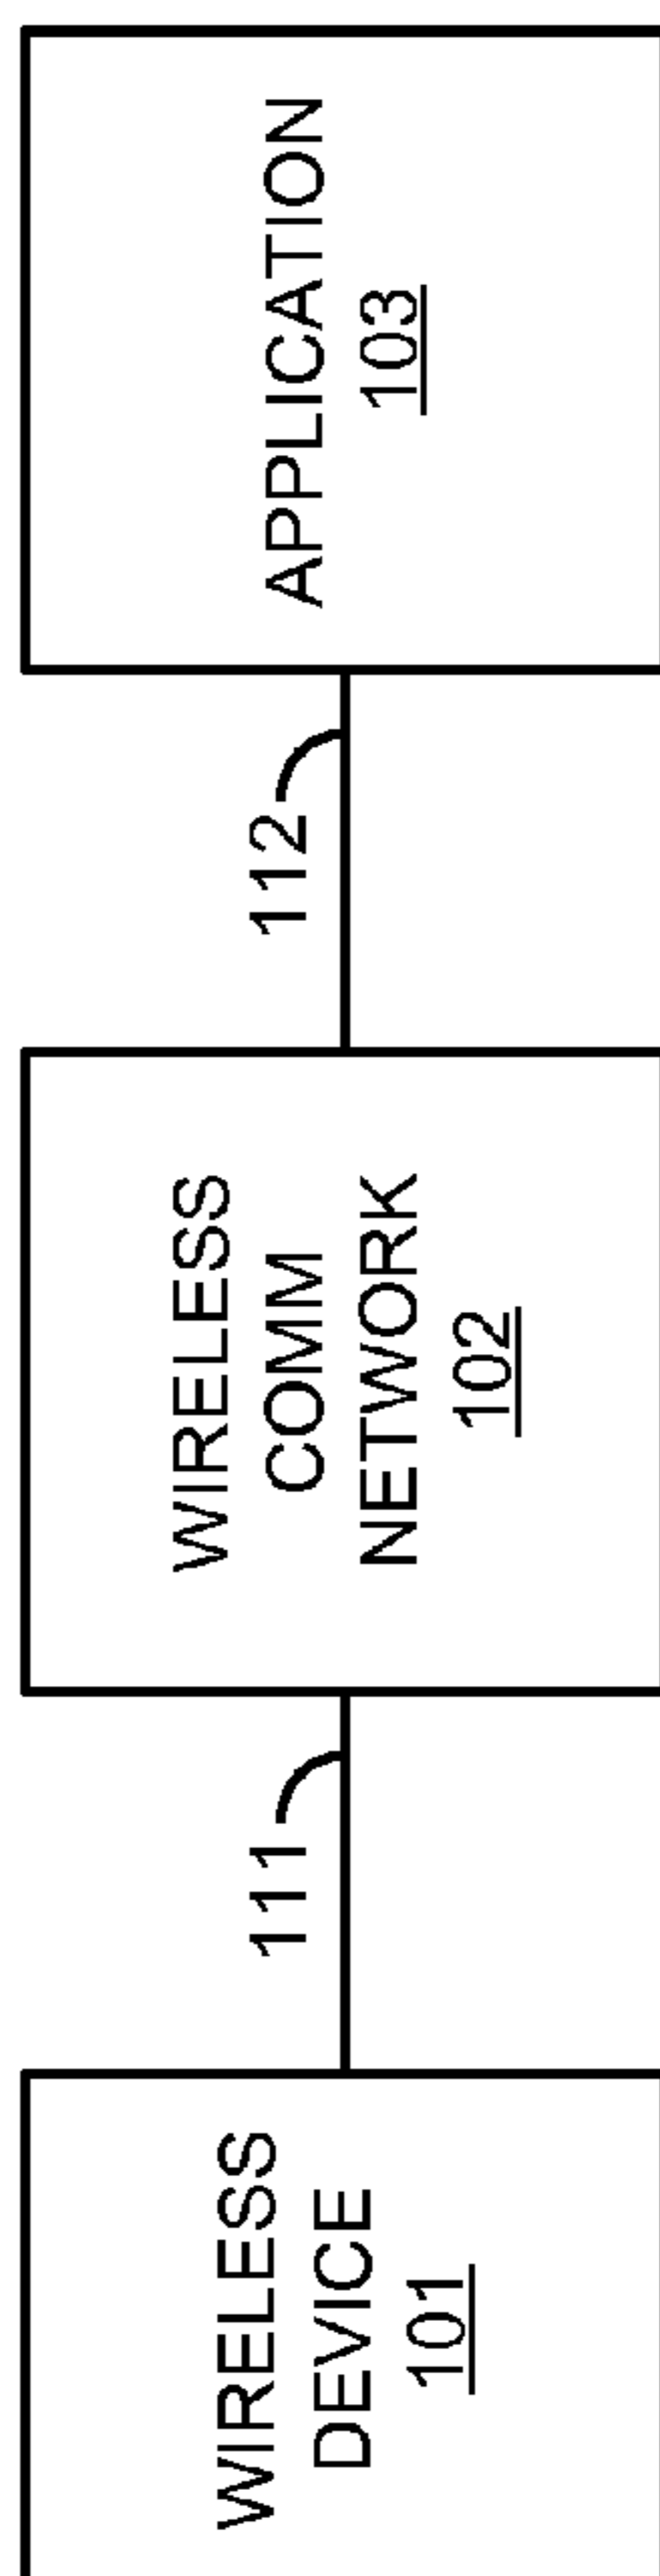 WIRELESS
DEVICE
101
111
WIRELESS
COMM
NETWORK
102
112
APPLICATION
103